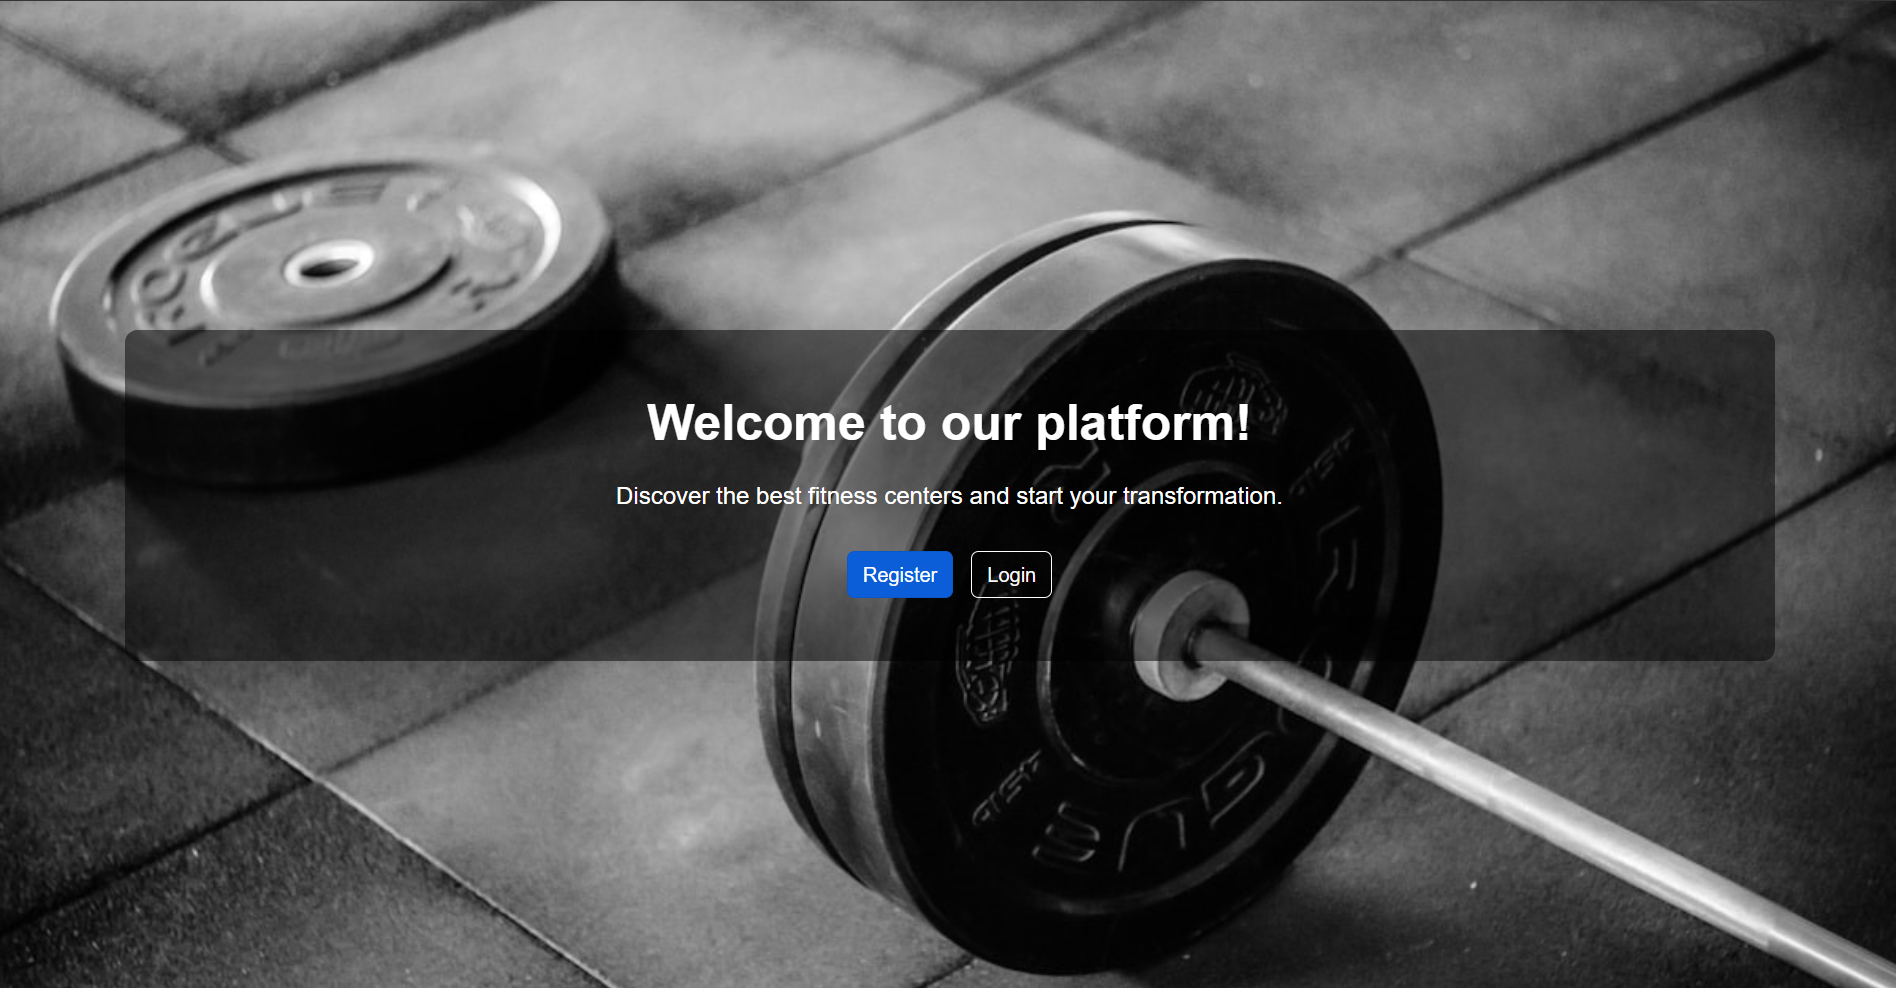 Welcome to our platform!
Discover the best fitness centers and start your transformation.
Register
Login